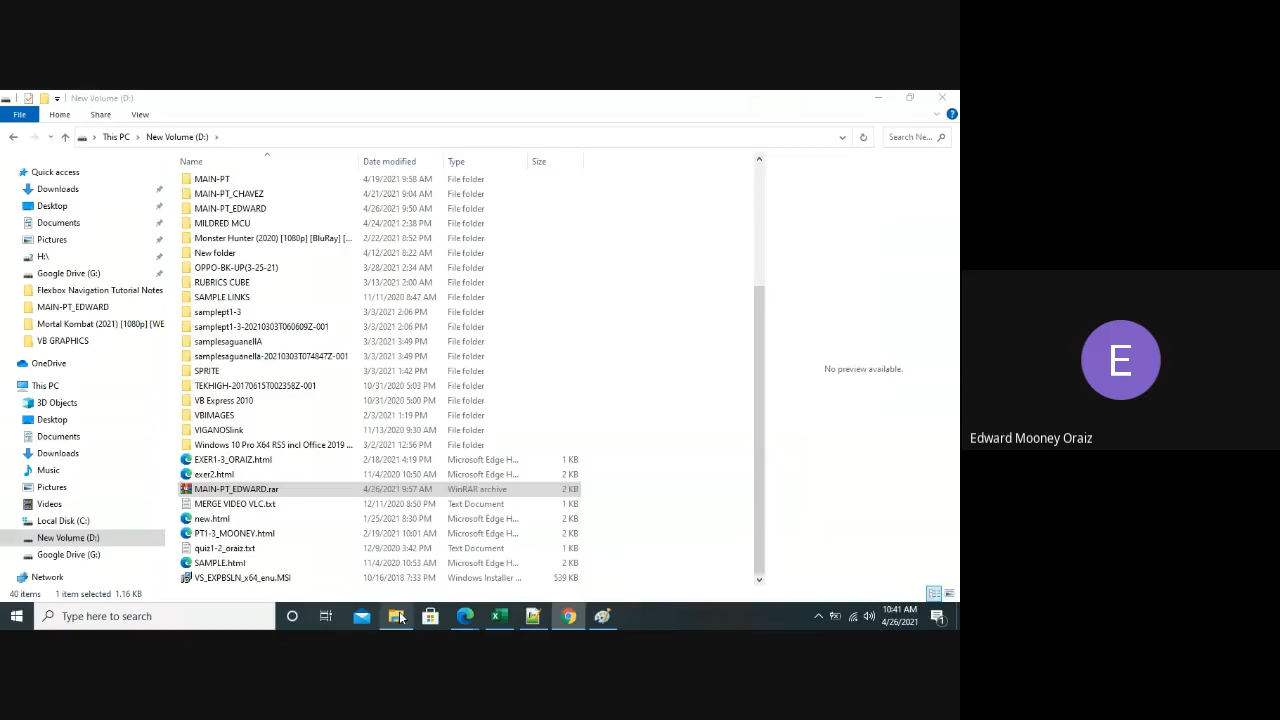 New Volume (D:)
File Home Share View
This PC New Volume (D:) Search Ne...
Name Date modified Type Size
Quick access
Downloads
Desktop
Documents
Pictures
H:\
Google Drive (G:)
Flexbox Navigation Tutorial Notes
MAIN-PT_EDWARD
Mortal Kombat (2021) [1080p] [WE
VB GRAPHICS
OneDrive
This PC
3D Objects
Desktop
Documents
Downloads
Music
Pictures
Videos
Local Disk (C:)
New Volume (D:)
Google Drive (G:)
Network
MAIN-PT 4/19/2021 9:58 AM File folder
MAIN-PT_CHAVEZ 4/21/2021 9:04 AM File folder
MAIN-PT_EDWARD 4/26/2021 9:50 AM File folder
MILDRED MCU 4/24/2021 2:38 PM File folder
Monster Hunter (2020) [1080p] [BluRay] [... 2/22/2021 8:52 PM File folder
New folder 4/12/2021 8:22 AM File folder
OPPO-BK-UP(3-25-21) 3/28/2021 2:34 AM File folder
RUBRICS CUBE 3/13/2021 2:00 AM File folder
SAMPLE LINKS 11/11/2020 8:47 AM File folder
samplept1-3 3/3/2021 2:06 PM File folder
samplept1-3-20210303T060609Z-001 3/3/2021 2:06 PM File folder
samplesaguanellA 3/3/2021 3:49 PM File folder
samplesaguanella-20210303T074847Z-001 3/3/2021 3:49 PM File folder
SPRITE 3/3/2021 1:42 PM File folder
TEKHIGH-20170615T002358Z-001 10/31/2020 5:03 PM File folder
VB Express 2010 10/31/2020 5:00 PM File folder
VBIMAGES 2/3/2021 1:19 PM File folder
VIGANOSlink 11/13/2020 9:30 AM File folder
Windows 10 Pro X64 RS5 incl Office 2019 ... 3/2/2021 12:56 PM File folder
EXER1-3_ORAIZ.html 2/18/2021 4:19 PM Microsoft Edge H... 1 KB
exer2.html 11/4/2020 10:50 AM Microsoft Edge H... 2 KB
MAIN-PT_EDWARD.rar 4/26/2021 9:57 AM WinRAR archive 2 KB
MERGE VIDEO VLC.txt 12/11/2020 8:50 PM Text Document 1 KB
new.html 1/25/2021 8:30 PM Microsoft Edge H... 2 KB
PT1-3_MOONEY.html 2/19/2021 10:01 AM Microsoft Edge H... 2 KB
quiz1-2_oraiz.txt 12/9/2020 3:42 PM Text Document 1 KB
SAMPLE.html 11/4/2020 10:53 AM Microsoft Edge H... 2 KB
VS_EXPBSLN_x64_enu.MSI 10/16/2018 7:33 PM Windows Installer ... 539 KB
No preview available.
40 items 1 item selected 1.16 KB
Type here to search
10:41 AM
4/26/2021
1
E
Edward Mooney Oraiz